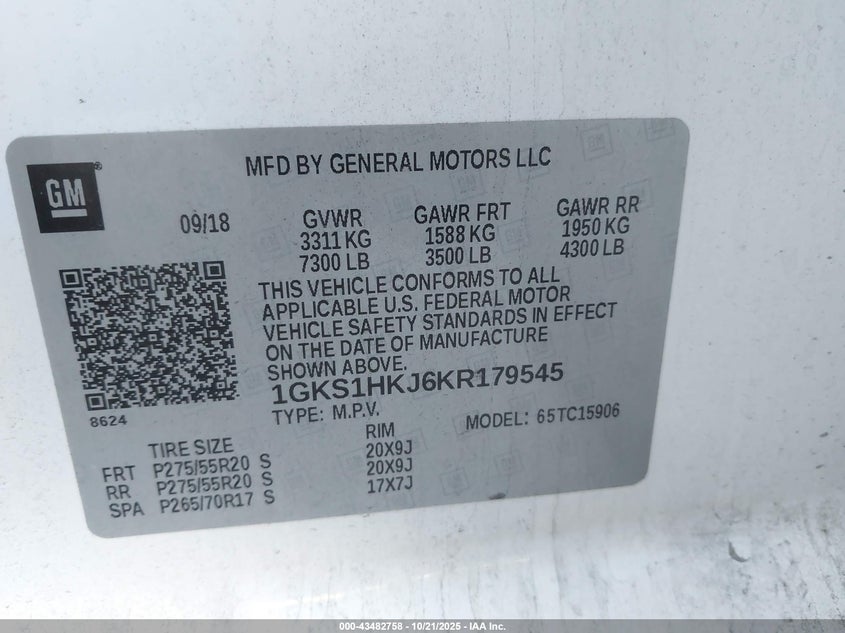 MFD BY GENERAL MOTORS LLC
GM
09/18
GVWR GAWR FRT GAWR RR
3311 KG 1588 KG 1950 KG
7300 LB 3500 LB 4300 LB
THIS VEHICLE CONFORMS TO ALL
APPLICABLE U.S. FEDERAL MOTOR
VEHICLE SAFETY STANDARDS IN EFFECT
ON THE DATE OF MANUFACTURE
SHOWN ABOVE.
1GKS1HKJ6KR179545
8624
TYPE: M.P.V. MODEL: 65TC15906
TIRE SIZE RIM
FRT P275/55R20 S 20X9J
RR P275/55R20 S 20X9J
SPA P265/70R17 S 17X7J
000-43482758 - 10/21/2025 - IAA Inc.